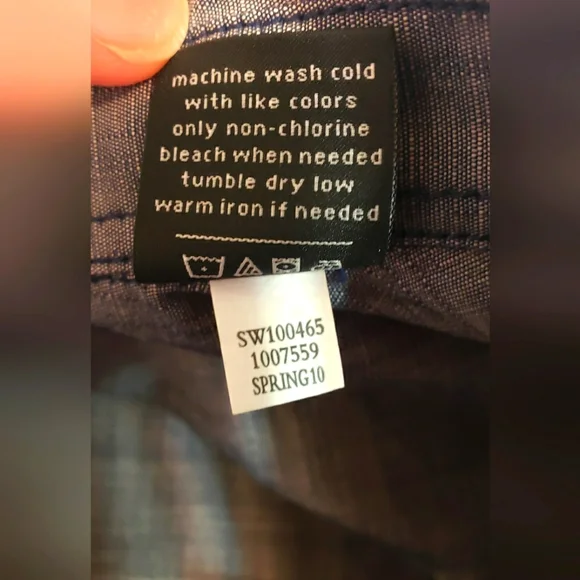 machine wash cold
with like colors
only non-chlorine
bleach when needed
tumble dry low
warm iron if needed
SW100465
1007559
SPRING10